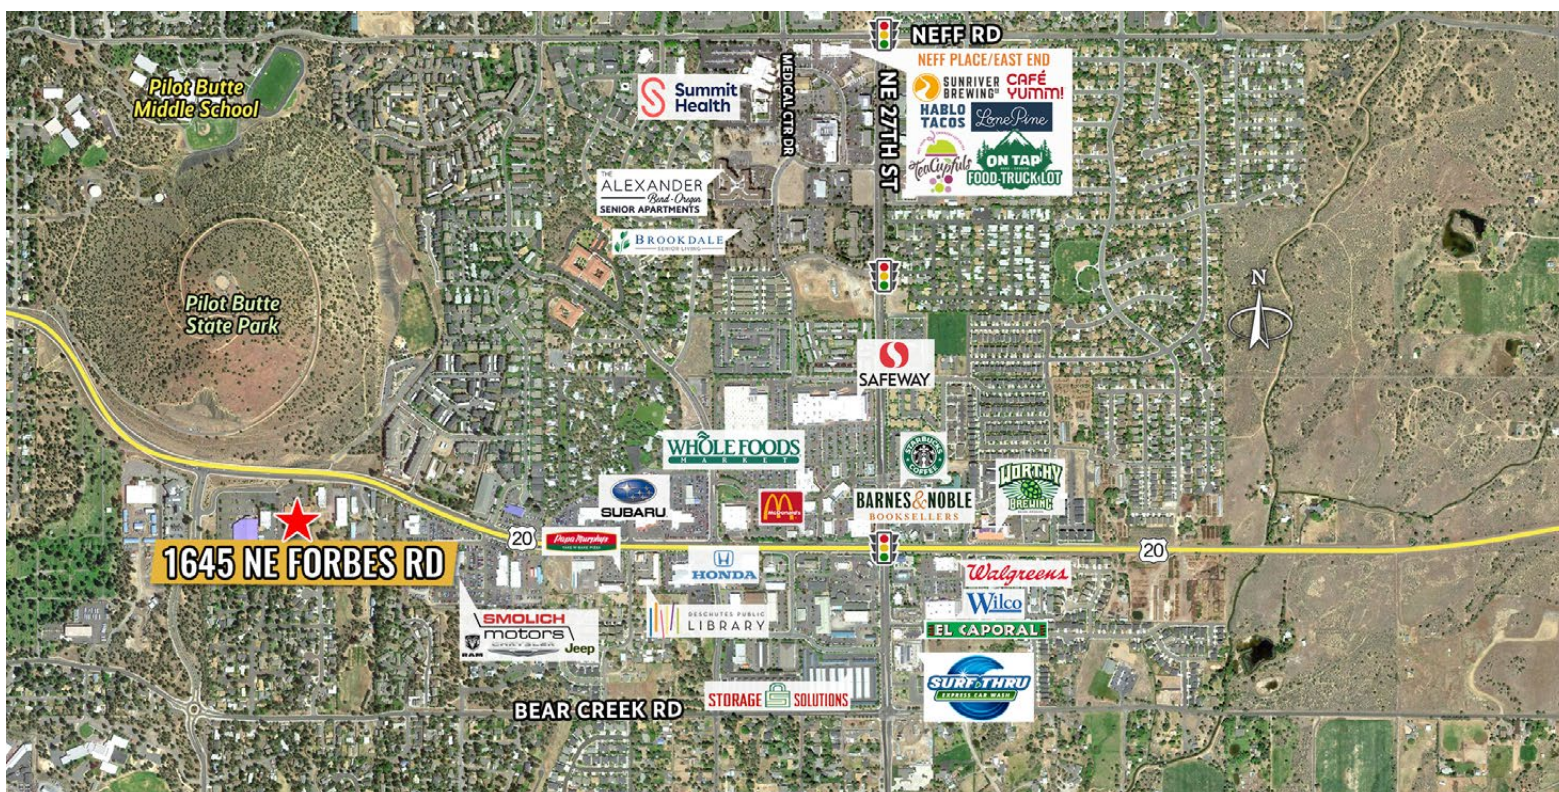 NEFF RD
NEFF PLACE/EAST END
SUNRIVER
BREWING CO
CAFÉ
YUMM!
HABLO
TACOS
Lone Pine
TeaCupfuls
ON TAP
FOOD TRUCK LOT
Pilot Butte
Middle School
Summit
Health
MEDICAL CTR DR
NE 27TH ST
THE
ALEXANDER
Bend-Oregon
SENIOR APARTMENTS
BROOKDALE
SENIOR LIVING
Pilot Butte
State Park
N
SAFEWAY
WHOLE FOODS
MARKET
STARBUCKS
COFFEE
WORTHY
BREWING
SUBARU
McDonald's
BARNES & NOBLE
BOOKSELLERS
1645 NE FORBES RD
20
Papa Murphy's
20
HONDA
Walgreens
Wilco
EL CAPORAL
SMOLICH
motors
CHRYSLER
RAM
Jeep
DESCHUTES PUBLIC
LIBRARY
SURF THRU
EXPRESS CAR WASH
STORAGE SOLUTIONS
BEAR CREEK RD